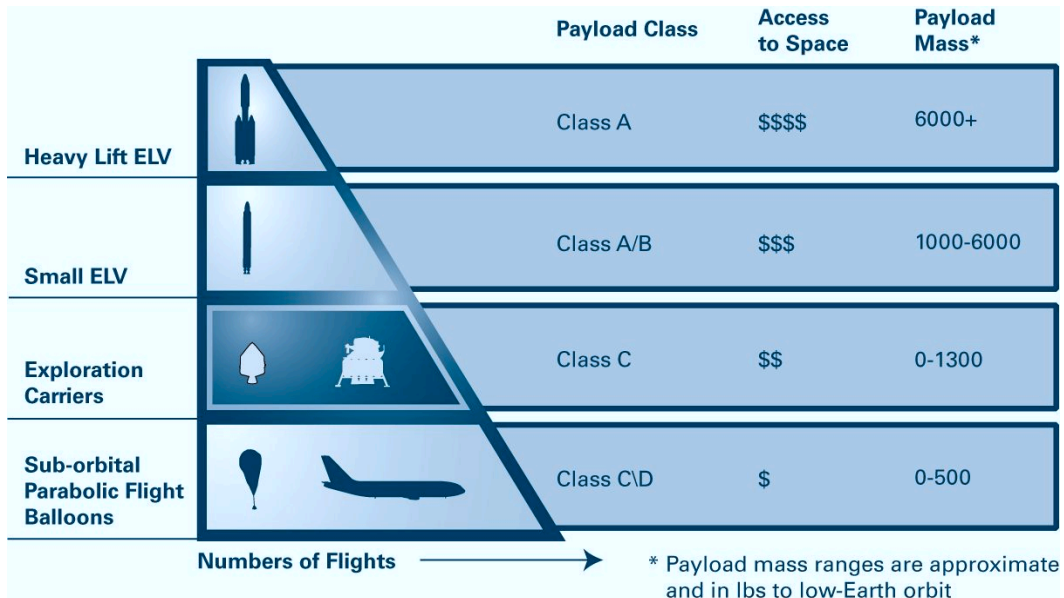 Payload Class
Access
to Space
Payload
Mass*
Heavy Lift ELV
Class A
$$$$
6000+
Small ELV
Class A/B
$$$
1000-6000
Exploration
Carriers
Class C
$$
0-1300
Sub-orbital
Parabolic Flight
Balloons
Class C\D
$
0-500
Numbers of Flights
* Payload mass ranges are approximate
and in lbs to low-Earth orbit